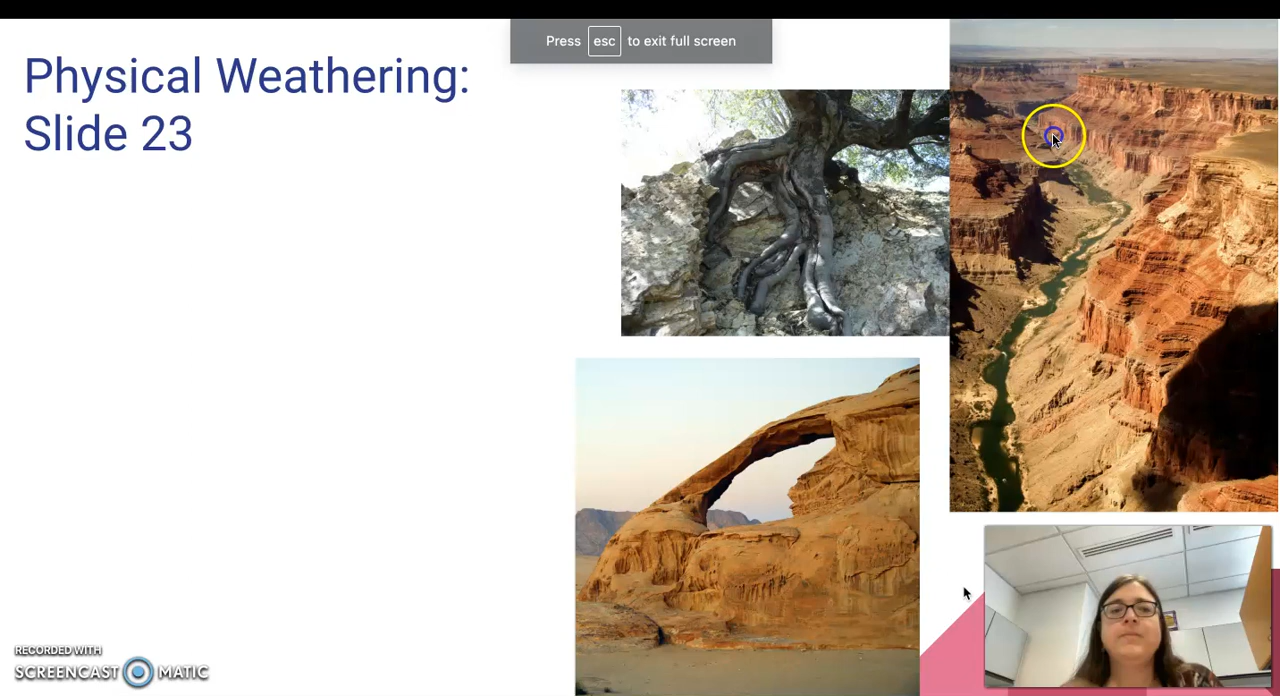 Press esc to exit full screen
Physical Weathering:
Slide 23
RECORDED WITH
SCREENCAST MATIC